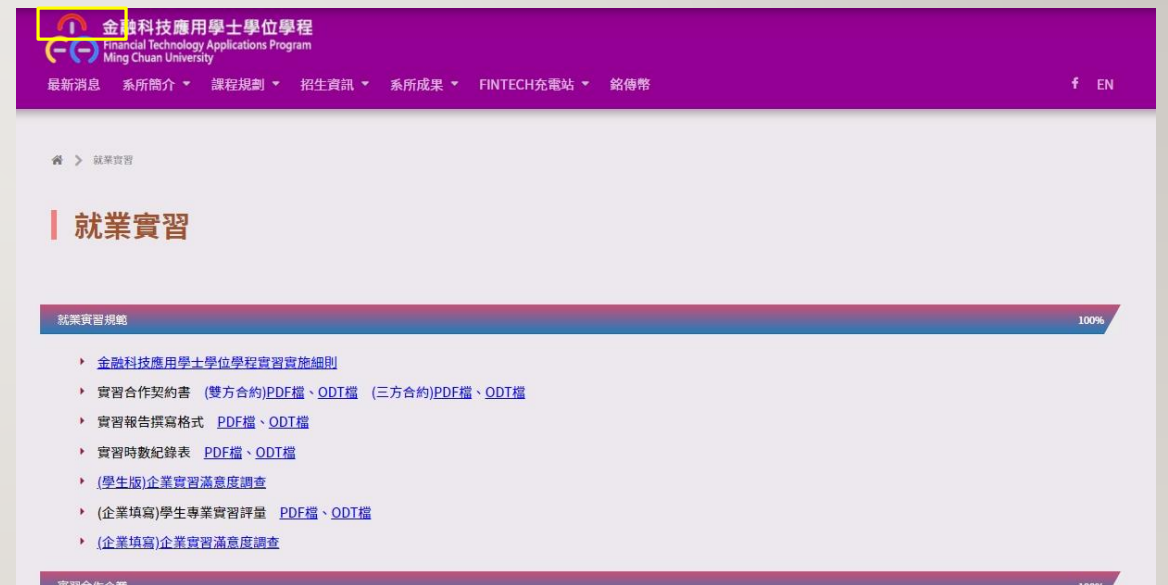 金融科技應用學士學位學程
Financial Technology Applications Program
Ming Chuan University
最新消息 系所簡介 課程規劃 招生資訊 系所成果 FINTECH充電站 銘傳幣 f EN
就業實習
就業實習
就業實習規範 100%
金融科技應用學士學位學程實習實施細則
實習合作契約書 (雙方合約)PDF檔、ODT檔 (三方合約)PDF檔、ODT檔
實習報告撰寫格式 PDF檔、ODT檔
實習時數紀錄表 PDF檔、ODT檔
(學生版)企業實習滿意度調查
(企業填寫)學生專業實習評量 PDF檔、ODT檔
(企業填寫)企業實習滿意度調查
實習合作企業 100%